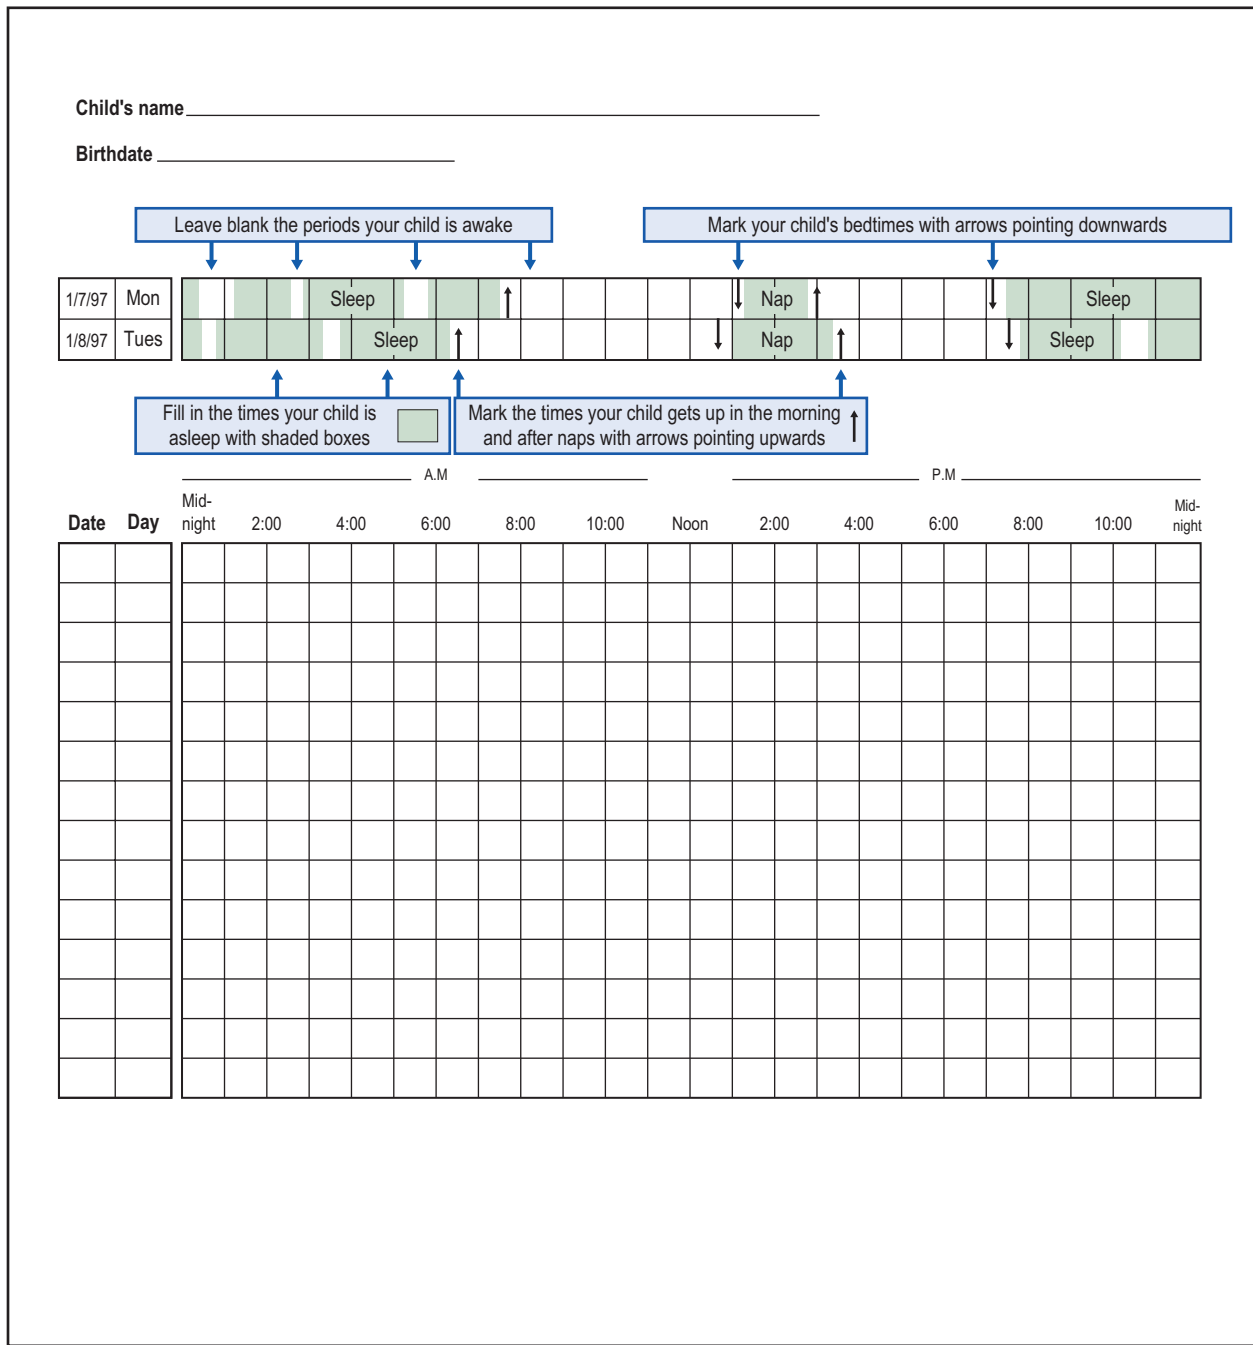 Child's name
Birthdate
Leave blank the periods your child is awake
Mark your child's bedtimes with arrows pointing downwards
1/7/97 Mon Sleep Nap Sleep
1/8/97 Tues Sleep Nap Sleep
Fill in the times your child is
asleep with shaded boxes
Mark the times your child gets up in the morning
and after naps with arrows pointing upwards
A.M P.M
Date Day Mid-
night 2:00 4:00 6:00 8:00 10:00 Noon 2:00 4:00 6:00 8:00 10:00 Mid-
night